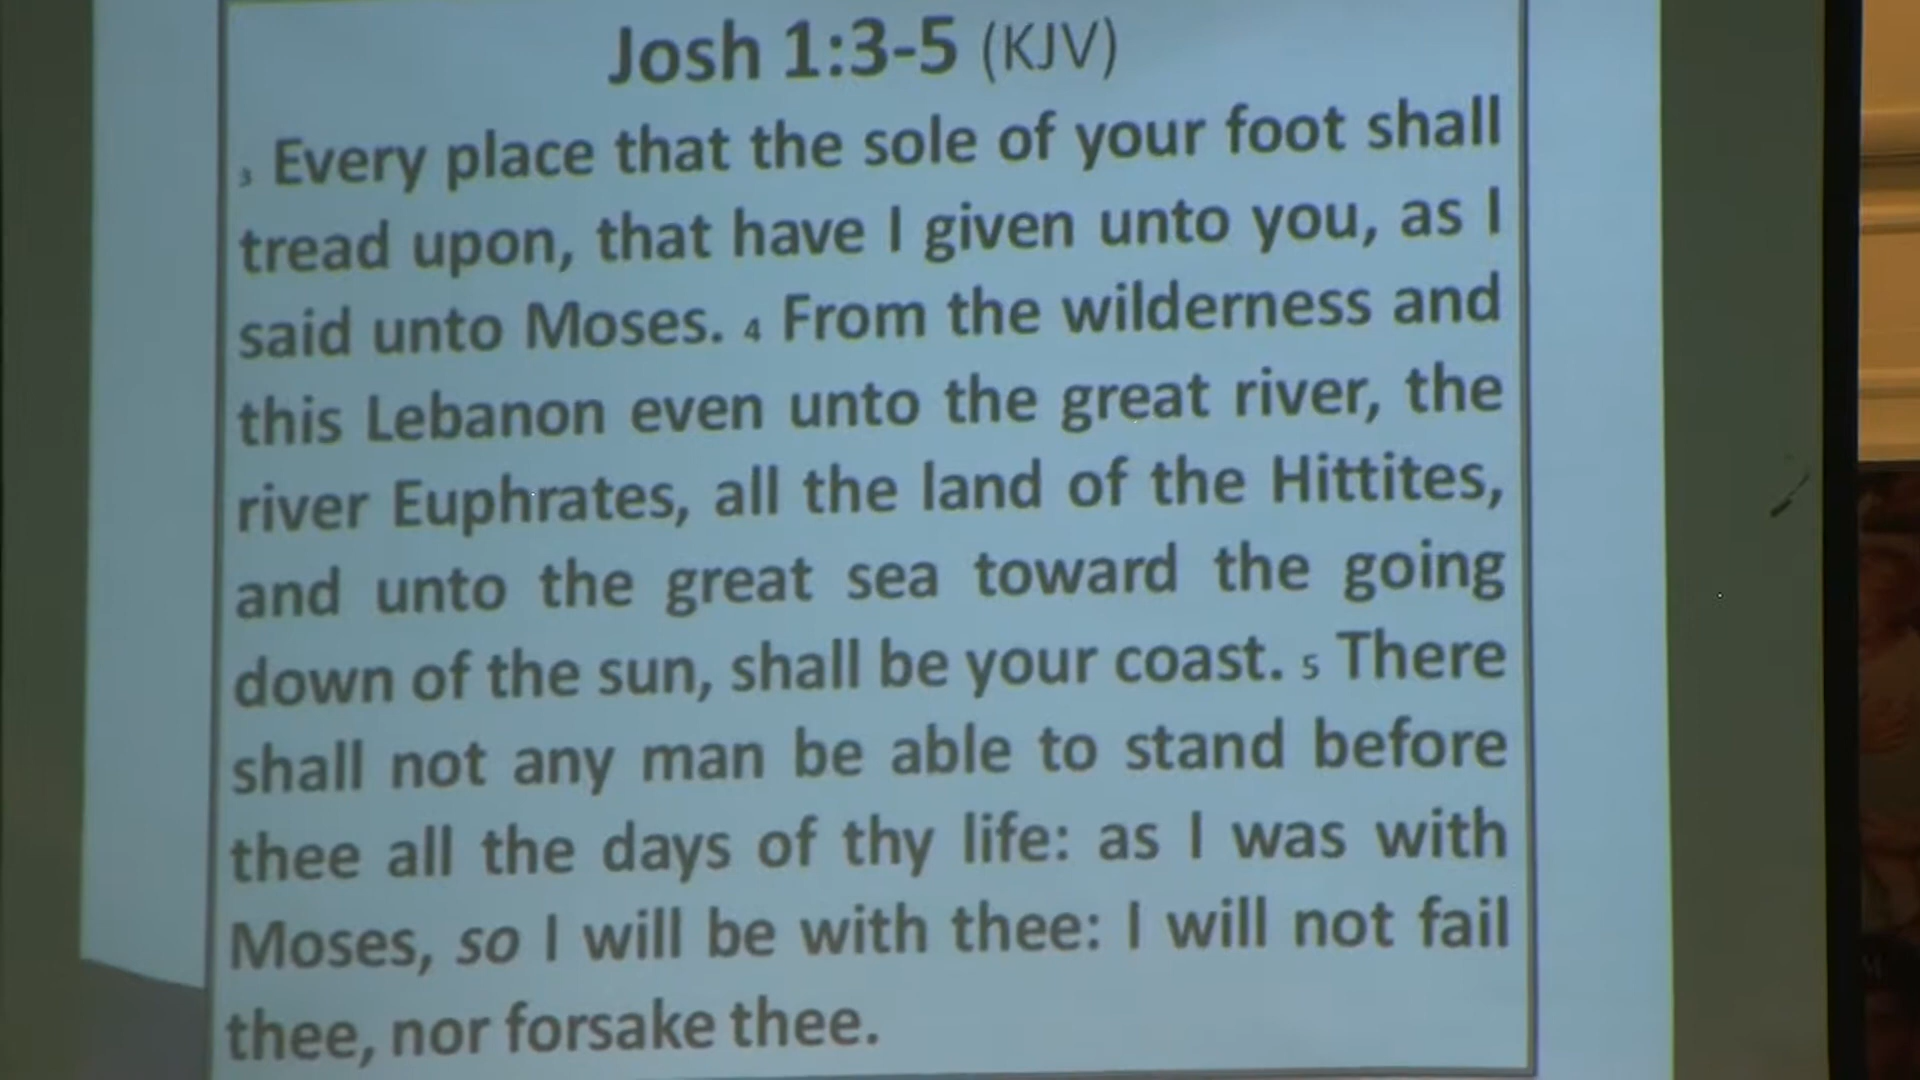 Josh 1:3-5 (KJV)
3 Every place that the sole of your foot shall
tread upon, that have I given unto you, as I
said unto Moses. 4 From the wilderness and
this Lebanon even unto the great river, the
river Euphrates, all the land of the Hittites,
and unto the great sea toward the going
down of the sun, shall be your coast. 5 There
shall not any man be able to stand before
thee all the days of thy life: as I was with
Moses, so I will be with thee: I will not fail
thee, nor forsake thee.